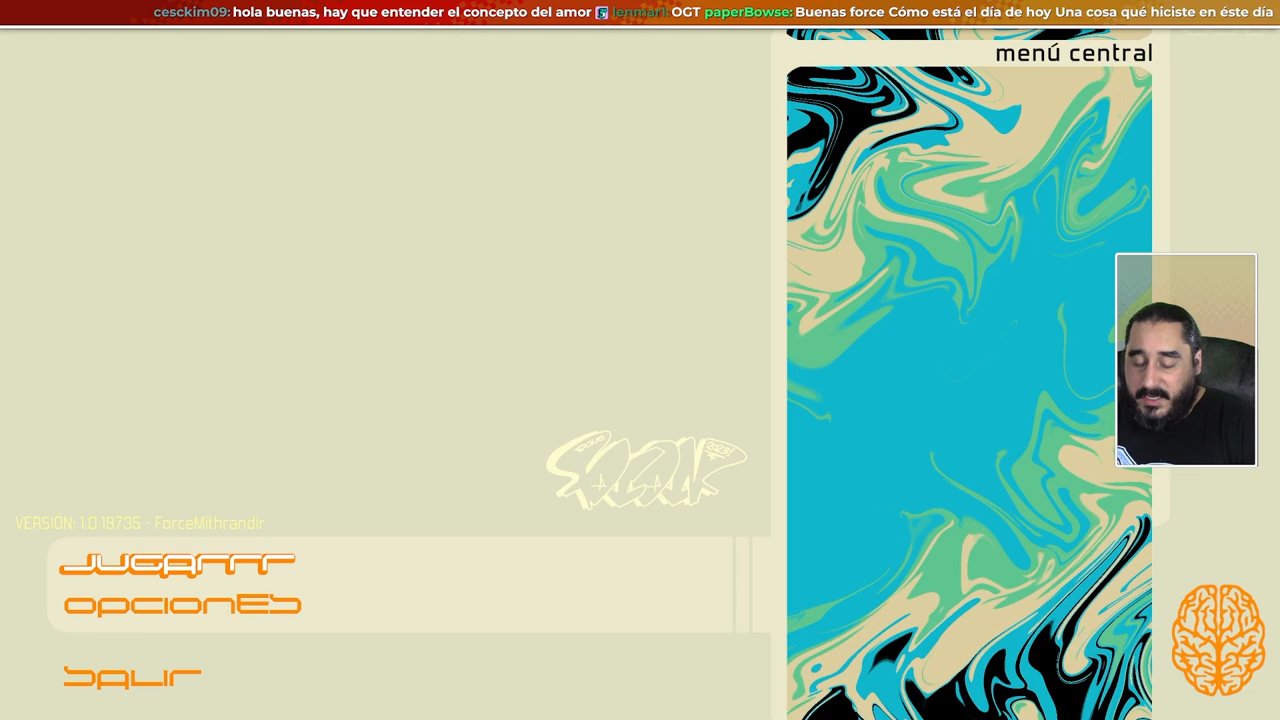 cesckim09: hola buenas, hay que entender el concepto del amor lenmarl: OGT paperBowse: Buenas force Cómo está el día de hoy Una cosa qué hiciste en éste día
menú central
VERSIÓN: 1.0.19735 - ForceMithrandir
JUGArrr
opcionES
SALIr